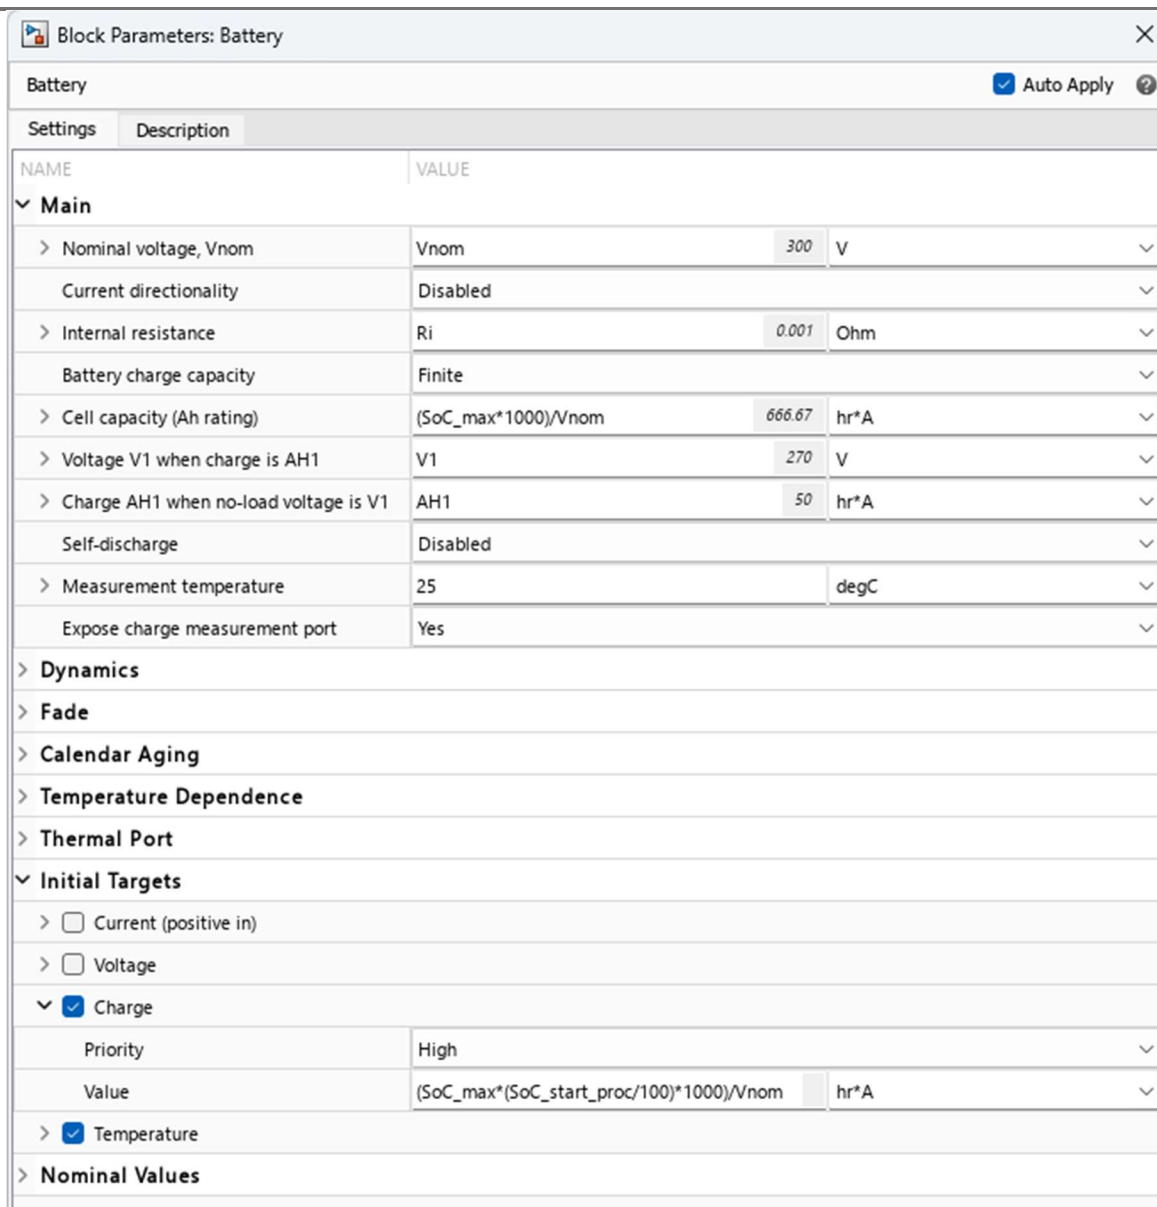 Block Parameters: Battery
Battery Auto Apply
Settings Description
NAME VALUE
Main
Nominal voltage, Vnom Vnom 300 V
Current directionality Disabled
Internal resistance Ri 0.001 Ohm
Battery charge capacity Finite
Cell capacity (Ah rating) (SoC_max*1000)/Vnom 666.67 hr*A
Voltage V1 when charge is AH1 V1 270 V
Charge AH1 when no-load voltage is V1 AH1 50 hr*A
Self-discharge Disabled
Measurement temperature 25 degC
Expose charge measurement port Yes
Dynamics
Fade
Calendar Aging
Temperature Dependence
Thermal Port
Initial Targets
Current (positive in)
Voltage
Charge
Priority High
Value (SoC_max*(SoC_start_proc/100)*1000)/Vnom hr*A
Temperature
Nominal Values